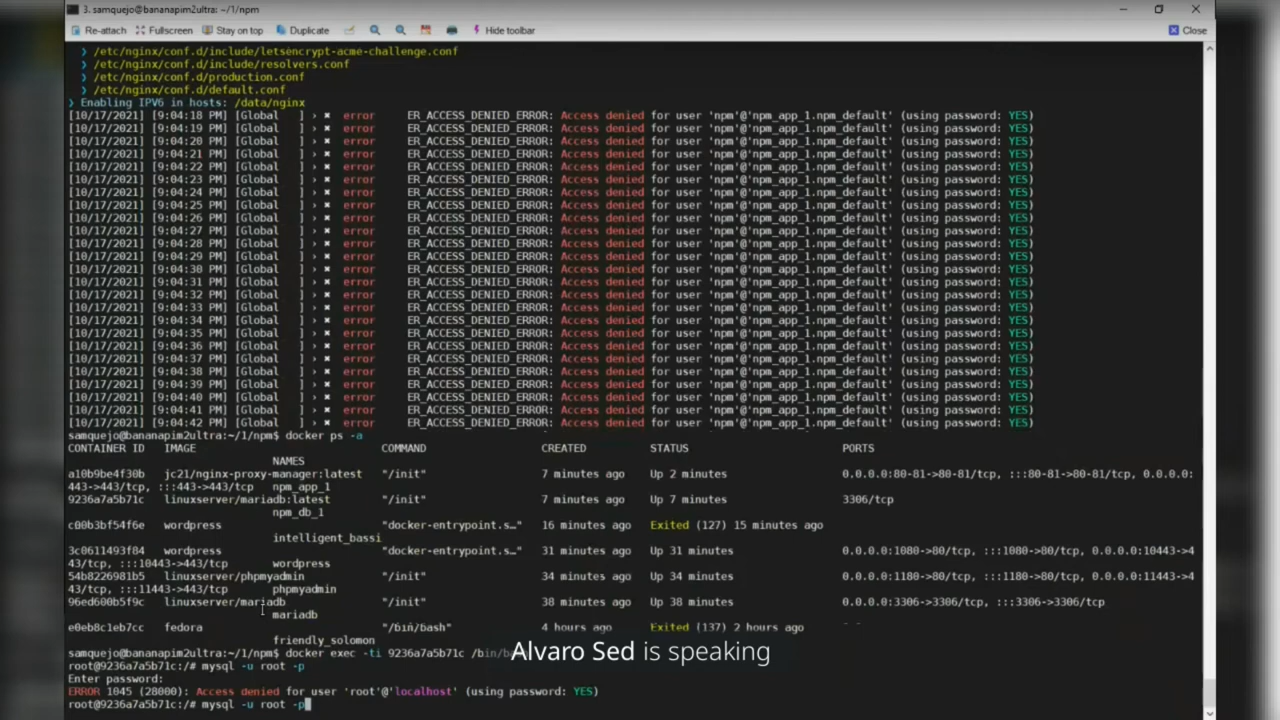 3. samquejo@bananapim2ultra: ~/1/npm
Re-attach Fullscreen Stay on top Duplicate Hide toolbar Close
❯ /etc/nginx/conf.d/include/letsencrypt-acme-challenge.conf
❯ /etc/nginx/conf.d/include/resolvers.conf
❯ /etc/nginx/conf.d/production.conf
❯ /etc/nginx/conf.d/default.conf
❯ Enabling IPV6 in hosts: /data/nginx
[10/17/2021] [9:04:18 PM] [Global ] › ✖ error ER_ACCESS_DENIED_ERROR: Access denied for user 'npm'@'npm_app_1.npm_default' (using password: YES)
[10/17/2021] [9:04:19 PM] [Global ] › ✖ error ER_ACCESS_DENIED_ERROR: Access denied for user 'npm'@'npm_app_1.npm_default' (using password: YES)
[10/17/2021] [9:04:20 PM] [Global ] › ✖ error ER_ACCESS_DENIED_ERROR: Access denied for user 'npm'@'npm_app_1.npm_default' (using password: YES)
[10/17/2021] [9:04:21 PM] [Global ] › ✖ error ER_ACCESS_DENIED_ERROR: Access denied for user 'npm'@'npm_app_1.npm_default' (using password: YES)
[10/17/2021] [9:04:22 PM] [Global ] › ✖ error ER_ACCESS_DENIED_ERROR: Access denied for user 'npm'@'npm_app_1.npm_default' (using password: YES)
[10/17/2021] [9:04:23 PM] [Global ] › ✖ error ER_ACCESS_DENIED_ERROR: Access denied for user 'npm'@'npm_app_1.npm_default' (using password: YES)
[10/17/2021] [9:04:24 PM] [Global ] › ✖ error ER_ACCESS_DENIED_ERROR: Access denied for user 'npm'@'npm_app_1.npm_default' (using password: YES)
[10/17/2021] [9:04:25 PM] [Global ] › ✖ error ER_ACCESS_DENIED_ERROR: Access denied for user 'npm'@'npm_app_1.npm_default' (using password: YES)
[10/17/2021] [9:04:26 PM] [Global ] › ✖ error ER_ACCESS_DENIED_ERROR: Access denied for user 'npm'@'npm_app_1.npm_default' (using password: YES)
[10/17/2021] [9:04:27 PM] [Global ] › ✖ error ER_ACCESS_DENIED_ERROR: Access denied for user 'npm'@'npm_app_1.npm_default' (using password: YES)
[10/17/2021] [9:04:28 PM] [Global ] › ✖ error ER_ACCESS_DENIED_ERROR: Access denied for user 'npm'@'npm_app_1.npm_default' (using password: YES)
[10/17/2021] [9:04:29 PM] [Global ] › ✖ error ER_ACCESS_DENIED_ERROR: Access denied for user 'npm'@'npm_app_1.npm_default' (using password: YES)
[10/17/2021] [9:04:30 PM] [Global ] › ✖ error ER_ACCESS_DENIED_ERROR: Access denied for user 'npm'@'npm_app_1.npm_default' (using password: YES)
[10/17/2021] [9:04:31 PM] [Global ] › ✖ error ER_ACCESS_DENIED_ERROR: Access denied for user 'npm'@'npm_app_1.npm_default' (using password: YES)
[10/17/2021] [9:04:32 PM] [Global ] › ✖ error ER_ACCESS_DENIED_ERROR: Access denied for user 'npm'@'npm_app_1.npm_default' (using password: YES)
[10/17/2021] [9:04:33 PM] [Global ] › ✖ error ER_ACCESS_DENIED_ERROR: Access denied for user 'npm'@'npm_app_1.npm_default' (using password: YES)
[10/17/2021] [9:04:34 PM] [Global ] › ✖ error ER_ACCESS_DENIED_ERROR: Access denied for user 'npm'@'npm_app_1.npm_default' (using password: YES)
[10/17/2021] [9:04:35 PM] [Global ] › ✖ error ER_ACCESS_DENIED_ERROR: Access denied for user 'npm'@'npm_app_1.npm_default' (using password: YES)
[10/17/2021] [9:04:36 PM] [Global ] › ✖ error ER_ACCESS_DENIED_ERROR: Access denied for user 'npm'@'npm_app_1.npm_default' (using password: YES)
[10/17/2021] [9:04:37 PM] [Global ] › ✖ error ER_ACCESS_DENIED_ERROR: Access denied for user 'npm'@'npm_app_1.npm_default' (using password: YES)
[10/17/2021] [9:04:38 PM] [Global ] › ✖ error ER_ACCESS_DENIED_ERROR: Access denied for user 'npm'@'npm_app_1.npm_default' (using password: YES)
[10/17/2021] [9:04:39 PM] [Global ] › ✖ error ER_ACCESS_DENIED_ERROR: Access denied for user 'npm'@'npm_app_1.npm_default' (using password: YES)
[10/17/2021] [9:04:40 PM] [Global ] › ✖ error ER_ACCESS_DENIED_ERROR: Access denied for user 'npm'@'npm_app_1.npm_default' (using password: YES)
[10/17/2021] [9:04:41 PM] [Global ] › ✖ error ER_ACCESS_DENIED_ERROR: Access denied for user 'npm'@'npm_app_1.npm_default' (using password: YES)
[10/17/2021] [9:04:42 PM] [Global ] › ✖ error ER_ACCESS_DENIED_ERROR: Access denied for user 'npm'@'npm_app_1.npm_default' (using password: YES)
samquejo@bananapim2ultra:~/1/npm$ docker ps -a
CONTAINER ID IMAGE COMMAND CREATED STATUS PORTS
NAMES
a10b9be4f30b jc21/nginx-proxy-manager:latest "/init" 7 minutes ago Up 2 minutes 0.0.0.0:80-81->80-81/tcp, :::80-81->80-81/tcp, 0.0.0.0:
443->443/tcp, :::443->443/tcp npm_app_1
9236a7a5b71c linuxserver/mariadb:latest "/init" 7 minutes ago Up 7 minutes 3306/tcp
npm_db_1
c00b3bf54f6e wordpress "docker-entrypoint.s…" 16 minutes ago Exited (127) 15 minutes ago
intelligent_bassi
3c0611493f84 wordpress "docker-entrypoint.s…" 31 minutes ago Up 31 minutes 0.0.0.0:1080->80/tcp, :::1080->80/tcp, 0.0.0.0:10443->4
43/tcp, :::10443->443/tcp wordpress
54b8226981b5 linuxserver/phpmyadmin "/init" 34 minutes ago Up 34 minutes 0.0.0.0:1180->80/tcp, :::1180->80/tcp, 0.0.0.0:11443->4
43/tcp, :::11443->443/tcp phpmyadmin
96ed600b5f9c linuxserver/mariadb "/init" 38 minutes ago Up 38 minutes 0.0.0.0:3306->3306/tcp, :::3306->3306/tcp
mariadb
e0eb8c1eb7cc fedora "/bin/bash" 4 hours ago Exited (137) 2 hours ago
friendly_solomon
samquejo@bananapim2ultra:~/1/npm$ docker exec -ti 9236a7a5b71c /bin/
Alvaro Sed is speaking
root@9236a7a5b71c:/# mysql -u root -p
Enter password:
ERROR 1045 (28000): Access denied for user 'root'@'localhost' (using password: YES)
root@9236a7a5b71c:/# mysql -u root -p